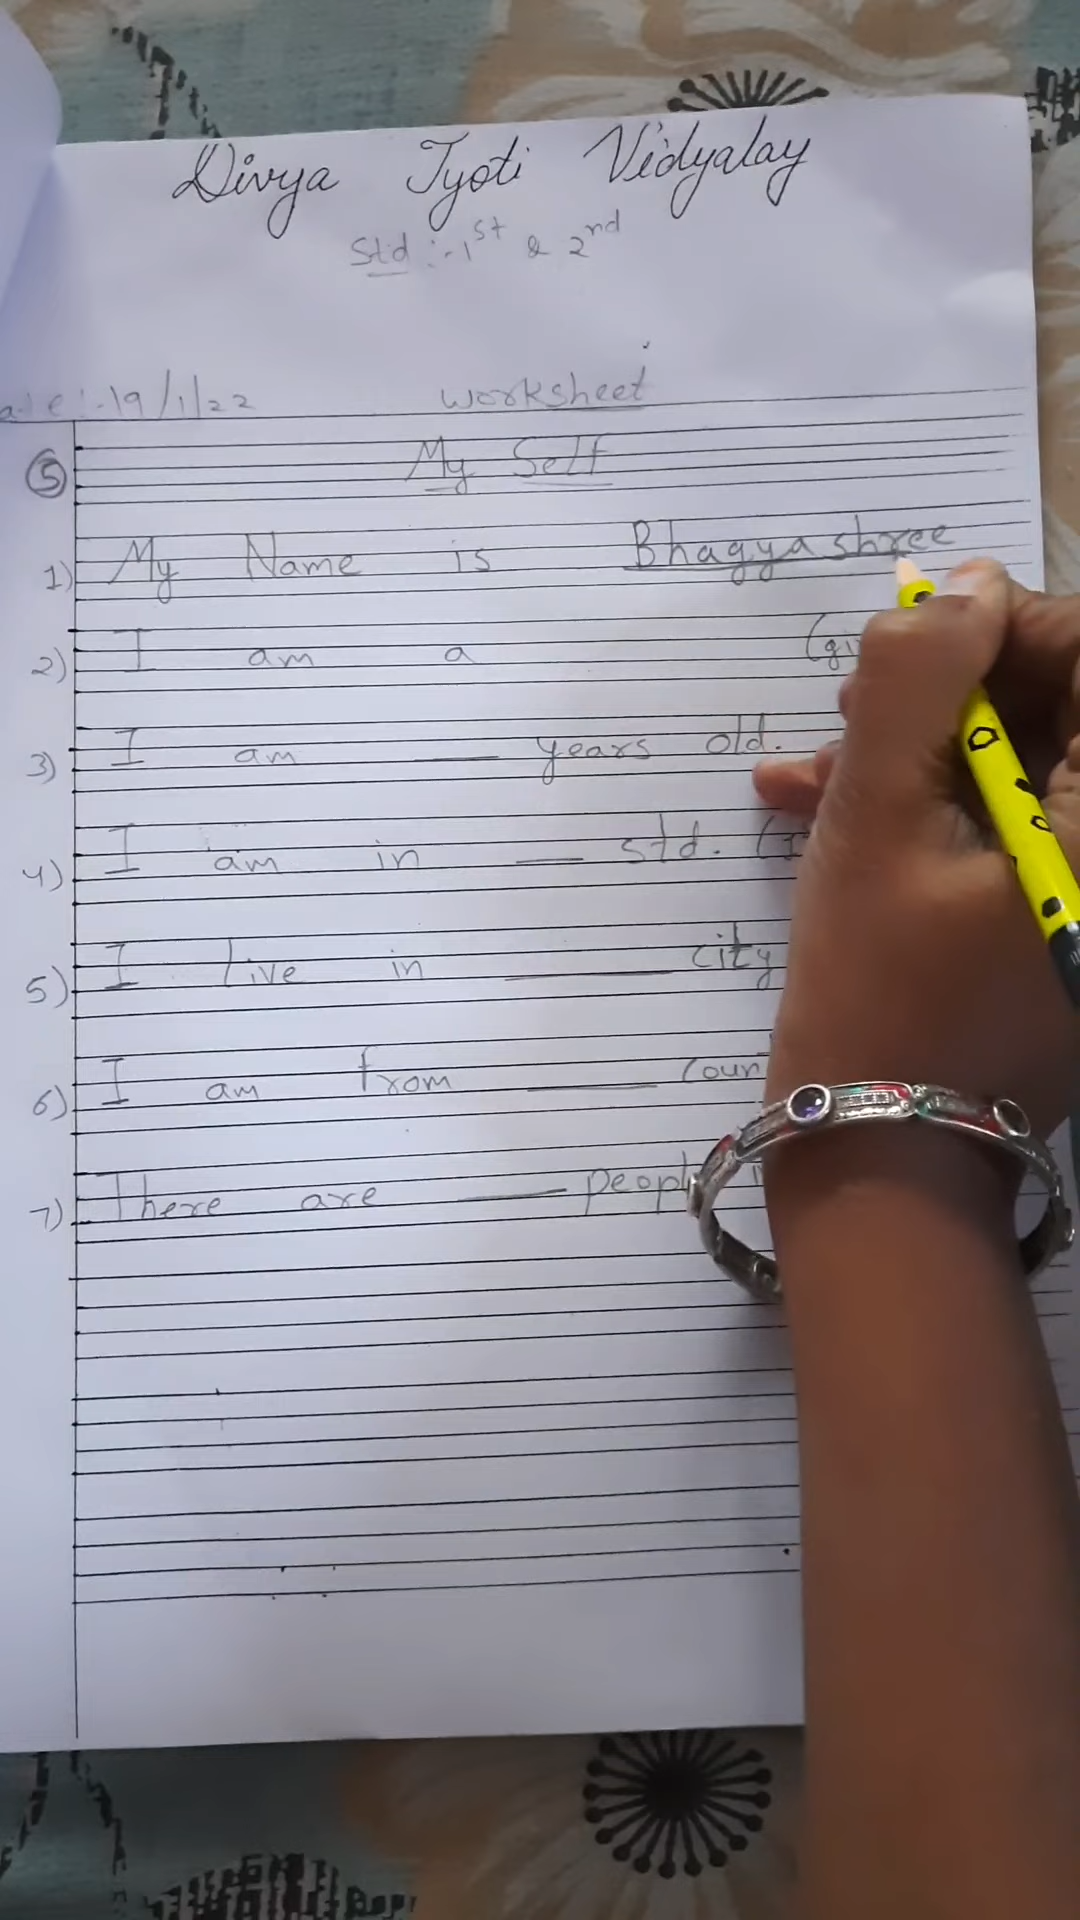 Divya Jyoti Vidyalay
Std :- 1st & 2nd
:- 19/1/22 Worksheet
5 My Self
1) My Name is Bhagyashree
2) I am a
3) I am ___ years old.
4) I am in ___ std.
5) I live in ___ city
6) I am from ___
7) There are ___